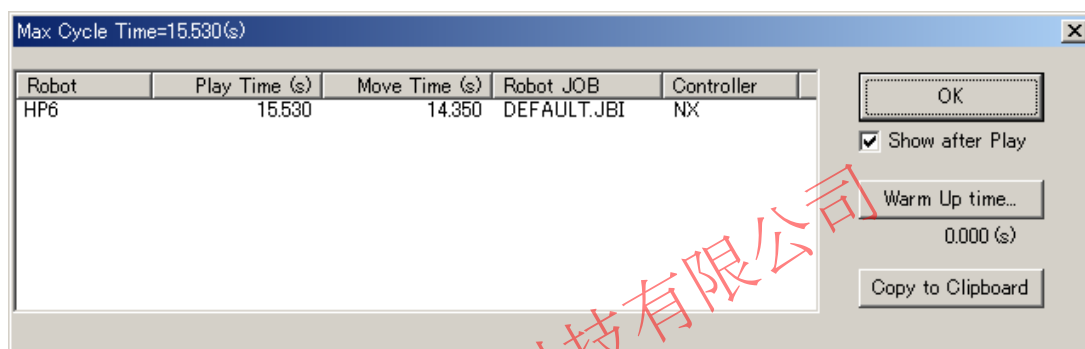 Max Cycle Time=15.530(s)
Robot Play Time (s) Move Time (s) Robot JOB Controller
HP6 15.530 14.350 DEFAULT.JBI NX
OK
Show after Play
Warm Up time...
0.000 (s)
Copy to Clipboard
技有限公司